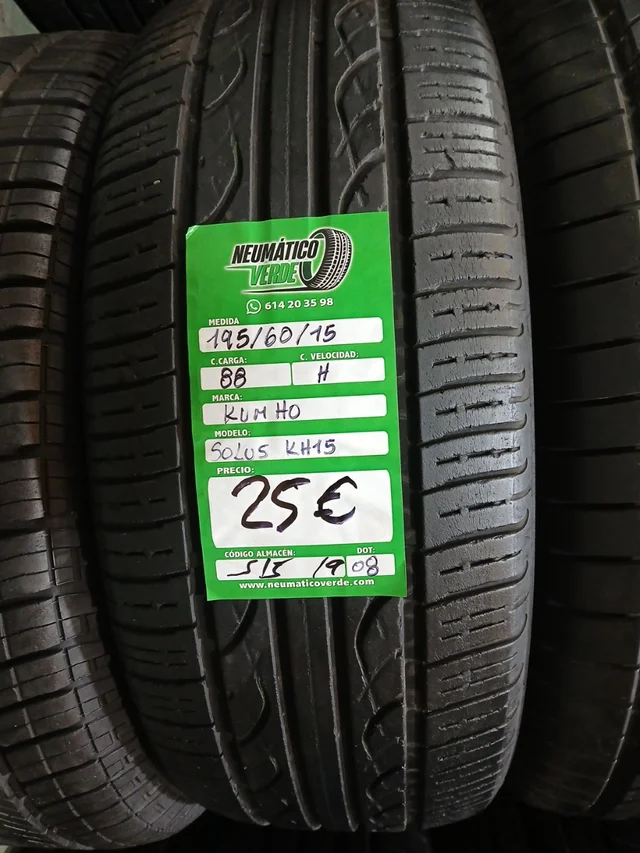 NEUMÁTICO
VERDE
614 20 35 98
MEDIDA
195/60/15
C.CARGA: C. VELOCIDAD:
88 H
MARCA:
KUMHO
MODELO:
SOLUS KH15
PRECIO:
25€
CÓDIGO ALMACÉN: DOT:
08
www.neumaticoverde.com